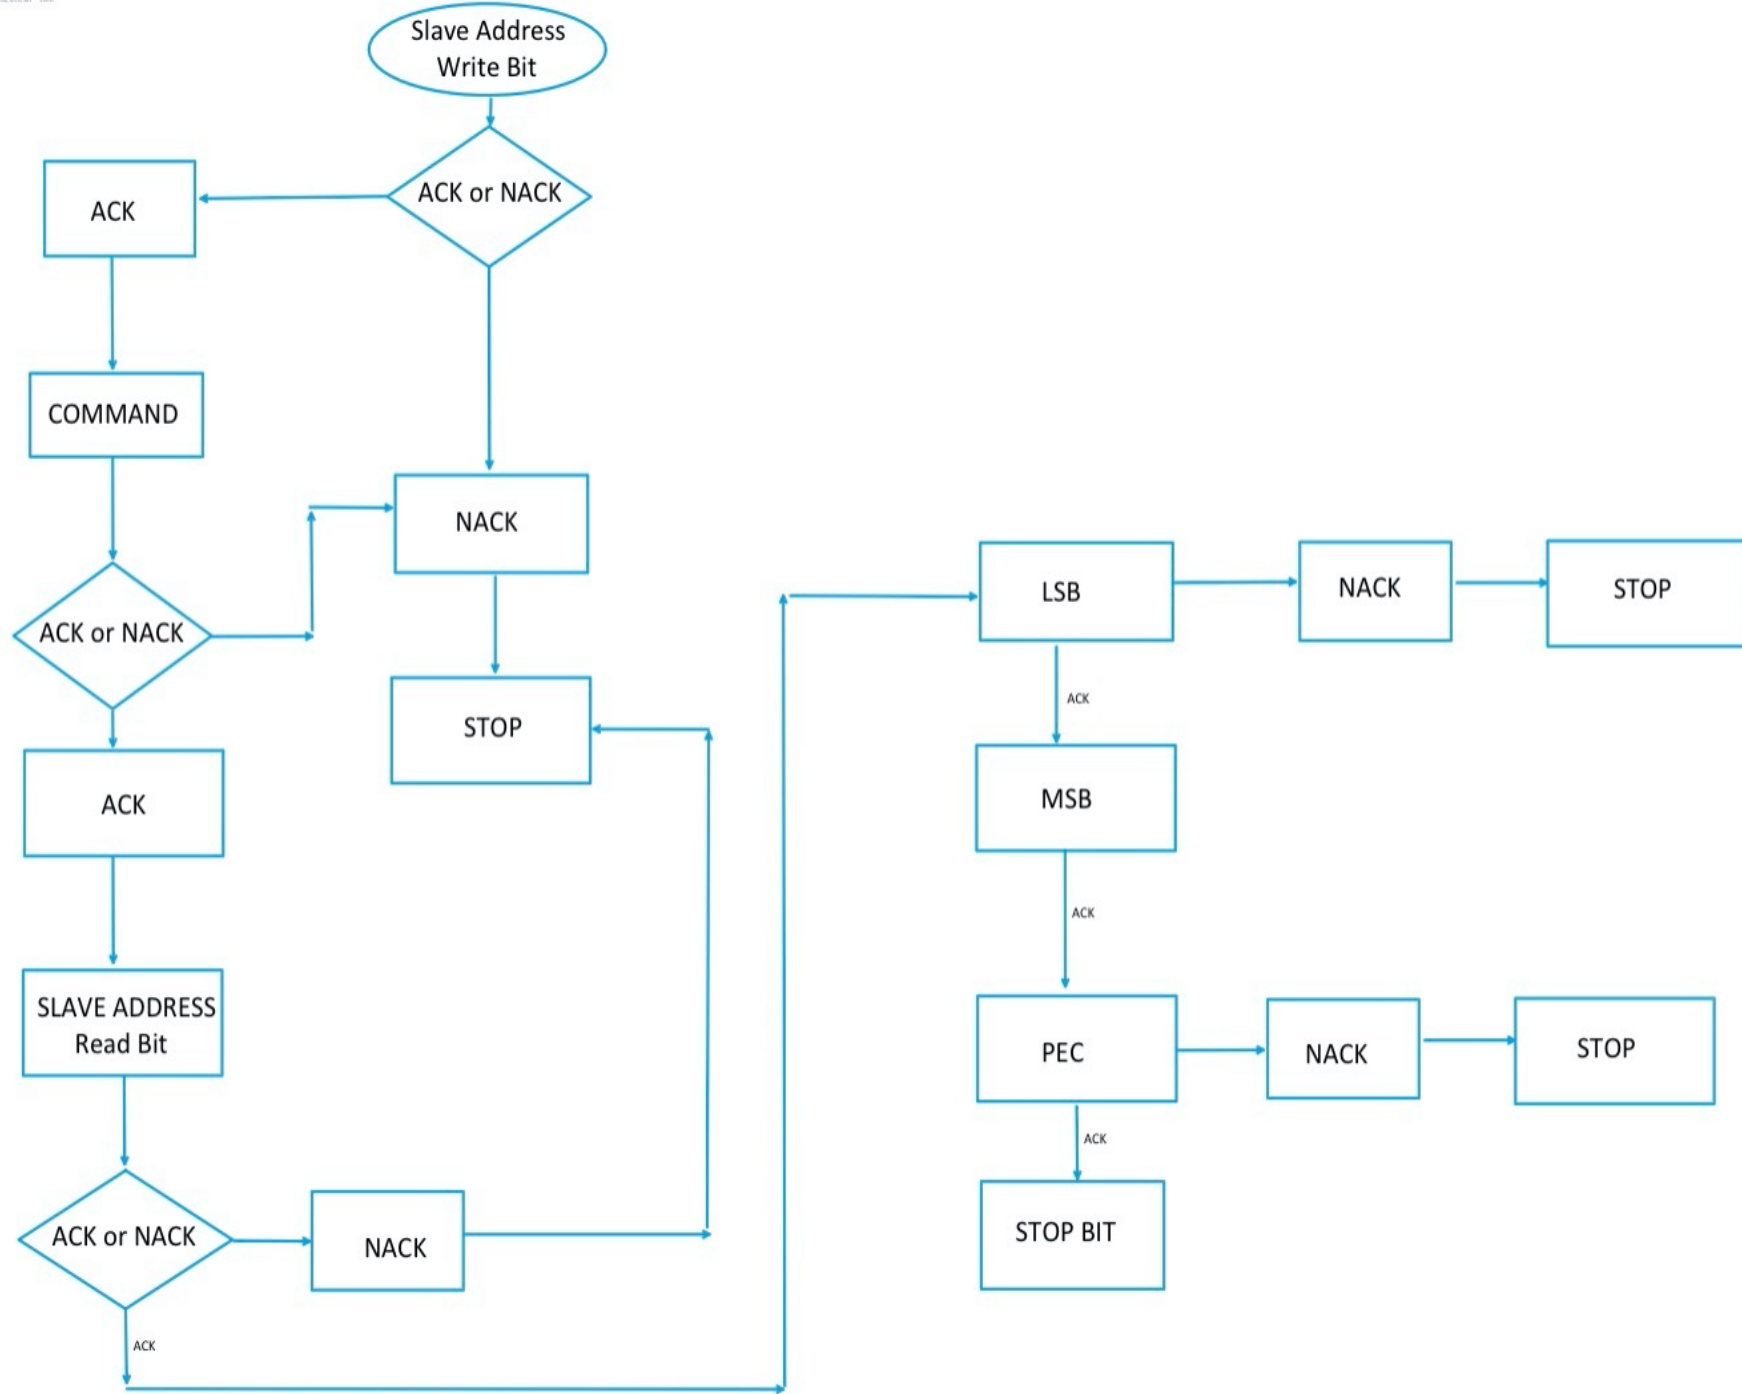 Slave Address
Write Bit
ACK or NACK
ACK
COMMAND
NACK
ACK or NACK
STOP
ACK
SLAVE ADDRESS
Read Bit
ACK or NACK
NACK
ACK
LSB
NACK
STOP
ACK
MSB
ACK
PEC
NACK
STOP
ACK
STOP BIT